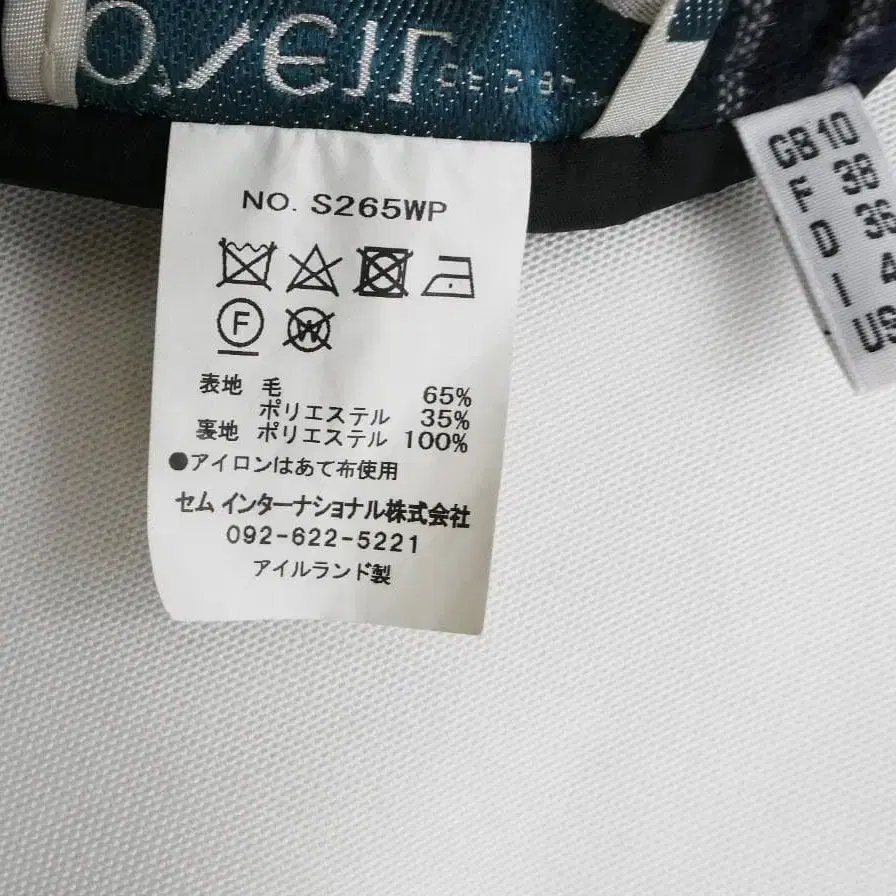 NO. S265WP
F
W
表地 毛 65%
ポリエステル 35%
裏地 ポリエステル 100%
●アイロンはあて布使用
セム インターナショナル株式会社
092-622-5221
アイルランド製
GB 10
F 38
D
I
US